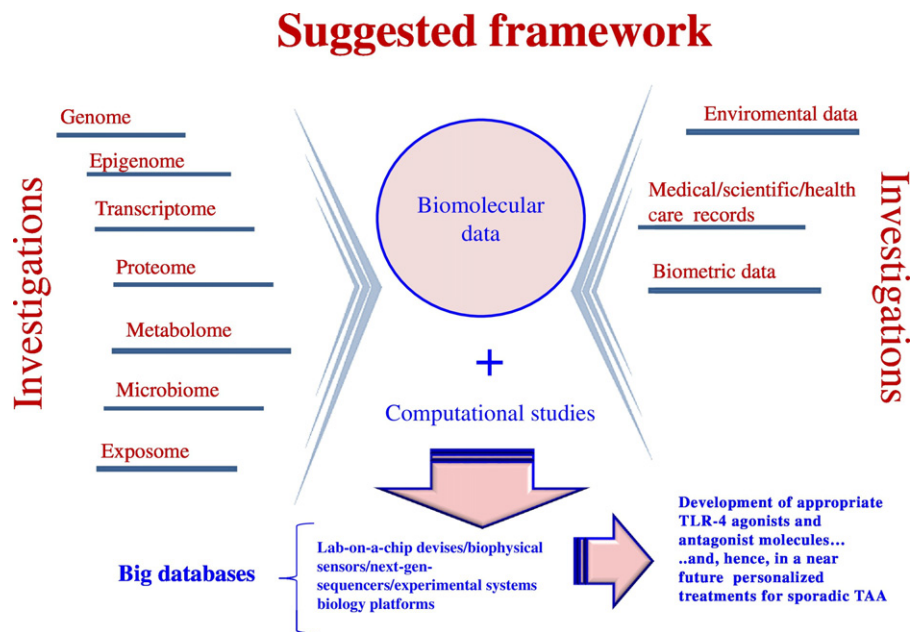 Suggested framework
Investigations
Genome
Epigenome
Transcriptome
Proteome
Metabolome
Microbiome
Exposome
Biomolecular
data
+
Computational studies
Enviromental data
Medical/scientific/health
care records
Biometric data
Investigations
Big databases
Lab-on-a-chip devises/biophysical
sensors/next-gen-
sequencers/experimental systems
biology platforms
Development of appropriate
TLR-4 agonists and
antagonist molecules...
..and, hence, in a near
future personalized
treatments for sporadic TAA